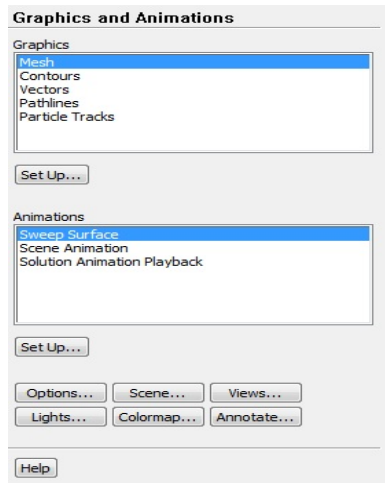 Graphics and Animations
Graphics
Mesh
Contours
Vectors
Pathlines
Particle Tracks
Set Up...
Animations
Sweep Surface
Scene Animation
Solution Animation Playback
Set Up...
Options... Scene... Views...
Lights... Colormap... Annotate...
Help